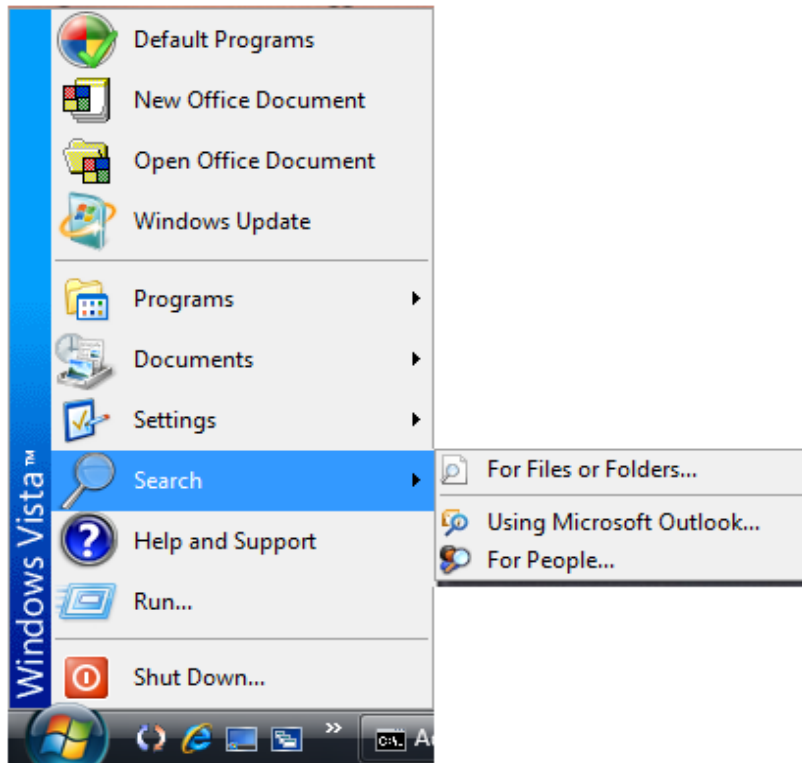 Default Programs
New Office Document
Open Office Document
Windows Update
Programs
Documents
Settings
Search
For Files or Folders...
Using Microsoft Outlook...
For People...
Help and Support
Run...
Shut Down...
Windows Vista™